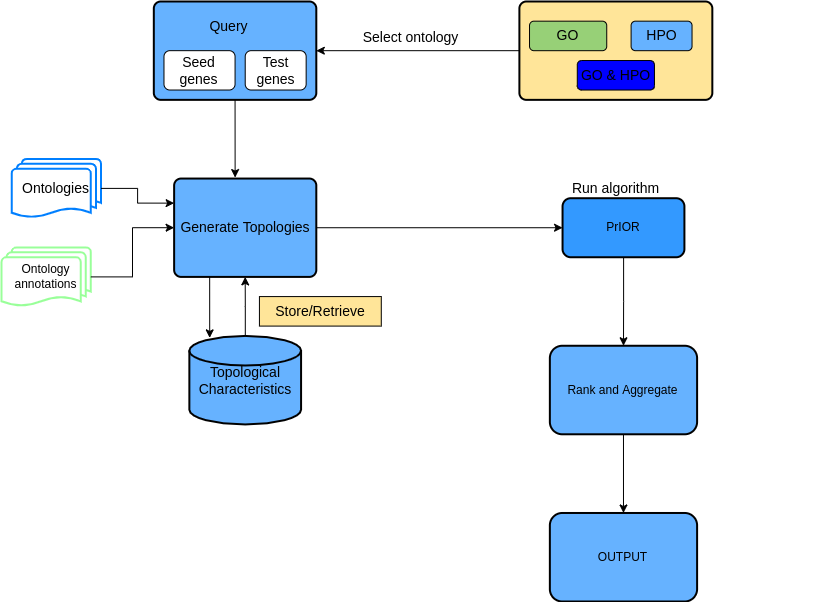 Query
Seed
genes
Test
genes
Select ontology
GO
HPO
GO & HPO
Ontologies
Ontology
annotations
Generate Topologies
Run algorithm
PrIOR
Store/Retrieve
Topological
Characteristics
Rank and Aggregate
OUTPUT